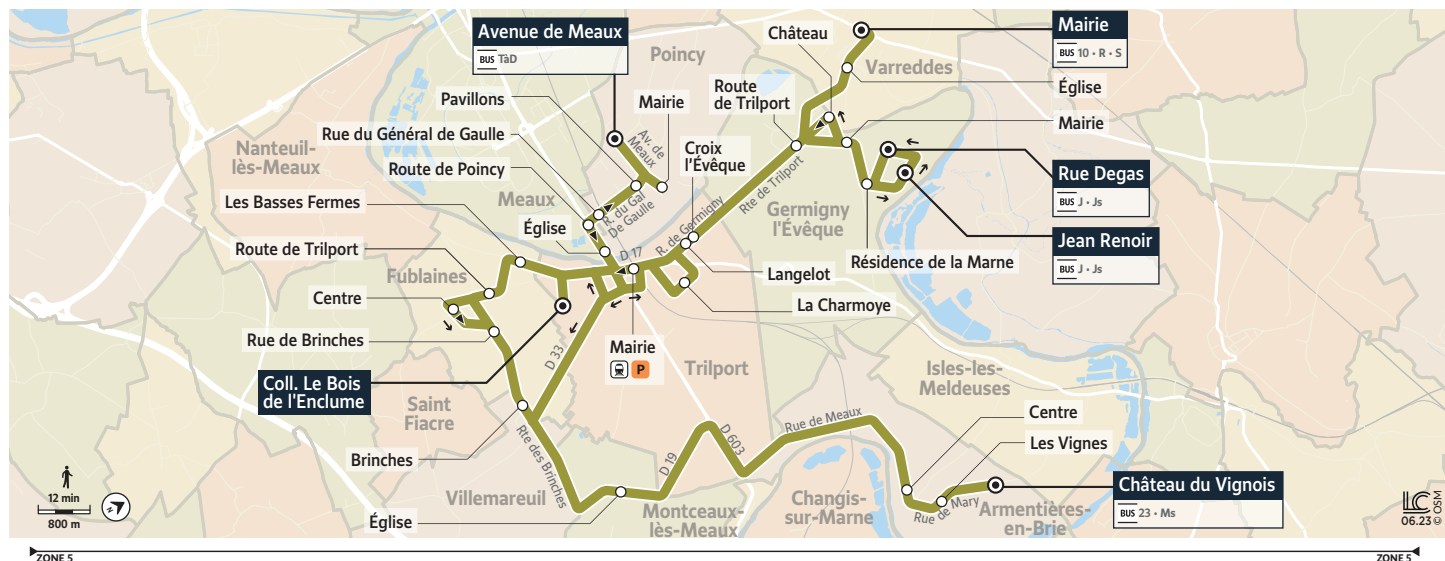 Avenue de Meaux
BUS TàD
Poincy
Château
Mairie
BUS 10 • R • S
Varreddes
Église
Pavillons
Mairie
Route
de Trilport
Mairie
Rue du Général de Gaulle
Av. de
Meaux
Croix
l'Évêque
Nanteuil-
lès-Meaux
Route de Poincy
Rte de Trilport
Rue Degas
BUS J • Js
Meaux
R. du Gal
De Gaulle
Les Basses Fermes
Germigny
l'Évêque
Église
R. de Germigny
Jean Renoir
BUS J • Js
Route de Trilport
D 17
Résidence de la Marne
Fublaines
Langelot
Centre
La Charmoye
Rue de Brinches
D 33
Mairie
P
Trilport
Isles-les-
Meldeuses
Coll. Le Bois
de l'Enclume
Saint
Fiacre
Rue de Meaux
Centre
Rte des Brinches
D 19
D 603
Les Vignes
Brinches
12 min
800 m
Villemareuil
Changis-
sur-Marne
Château du Vignois
BUS 23 • Ms
Église
Montceaux-
lès-Meaux
Rue de Mary
Armentières-
en-Brie
LC
06.23 © OSM
ZONE 5
ZONE 5